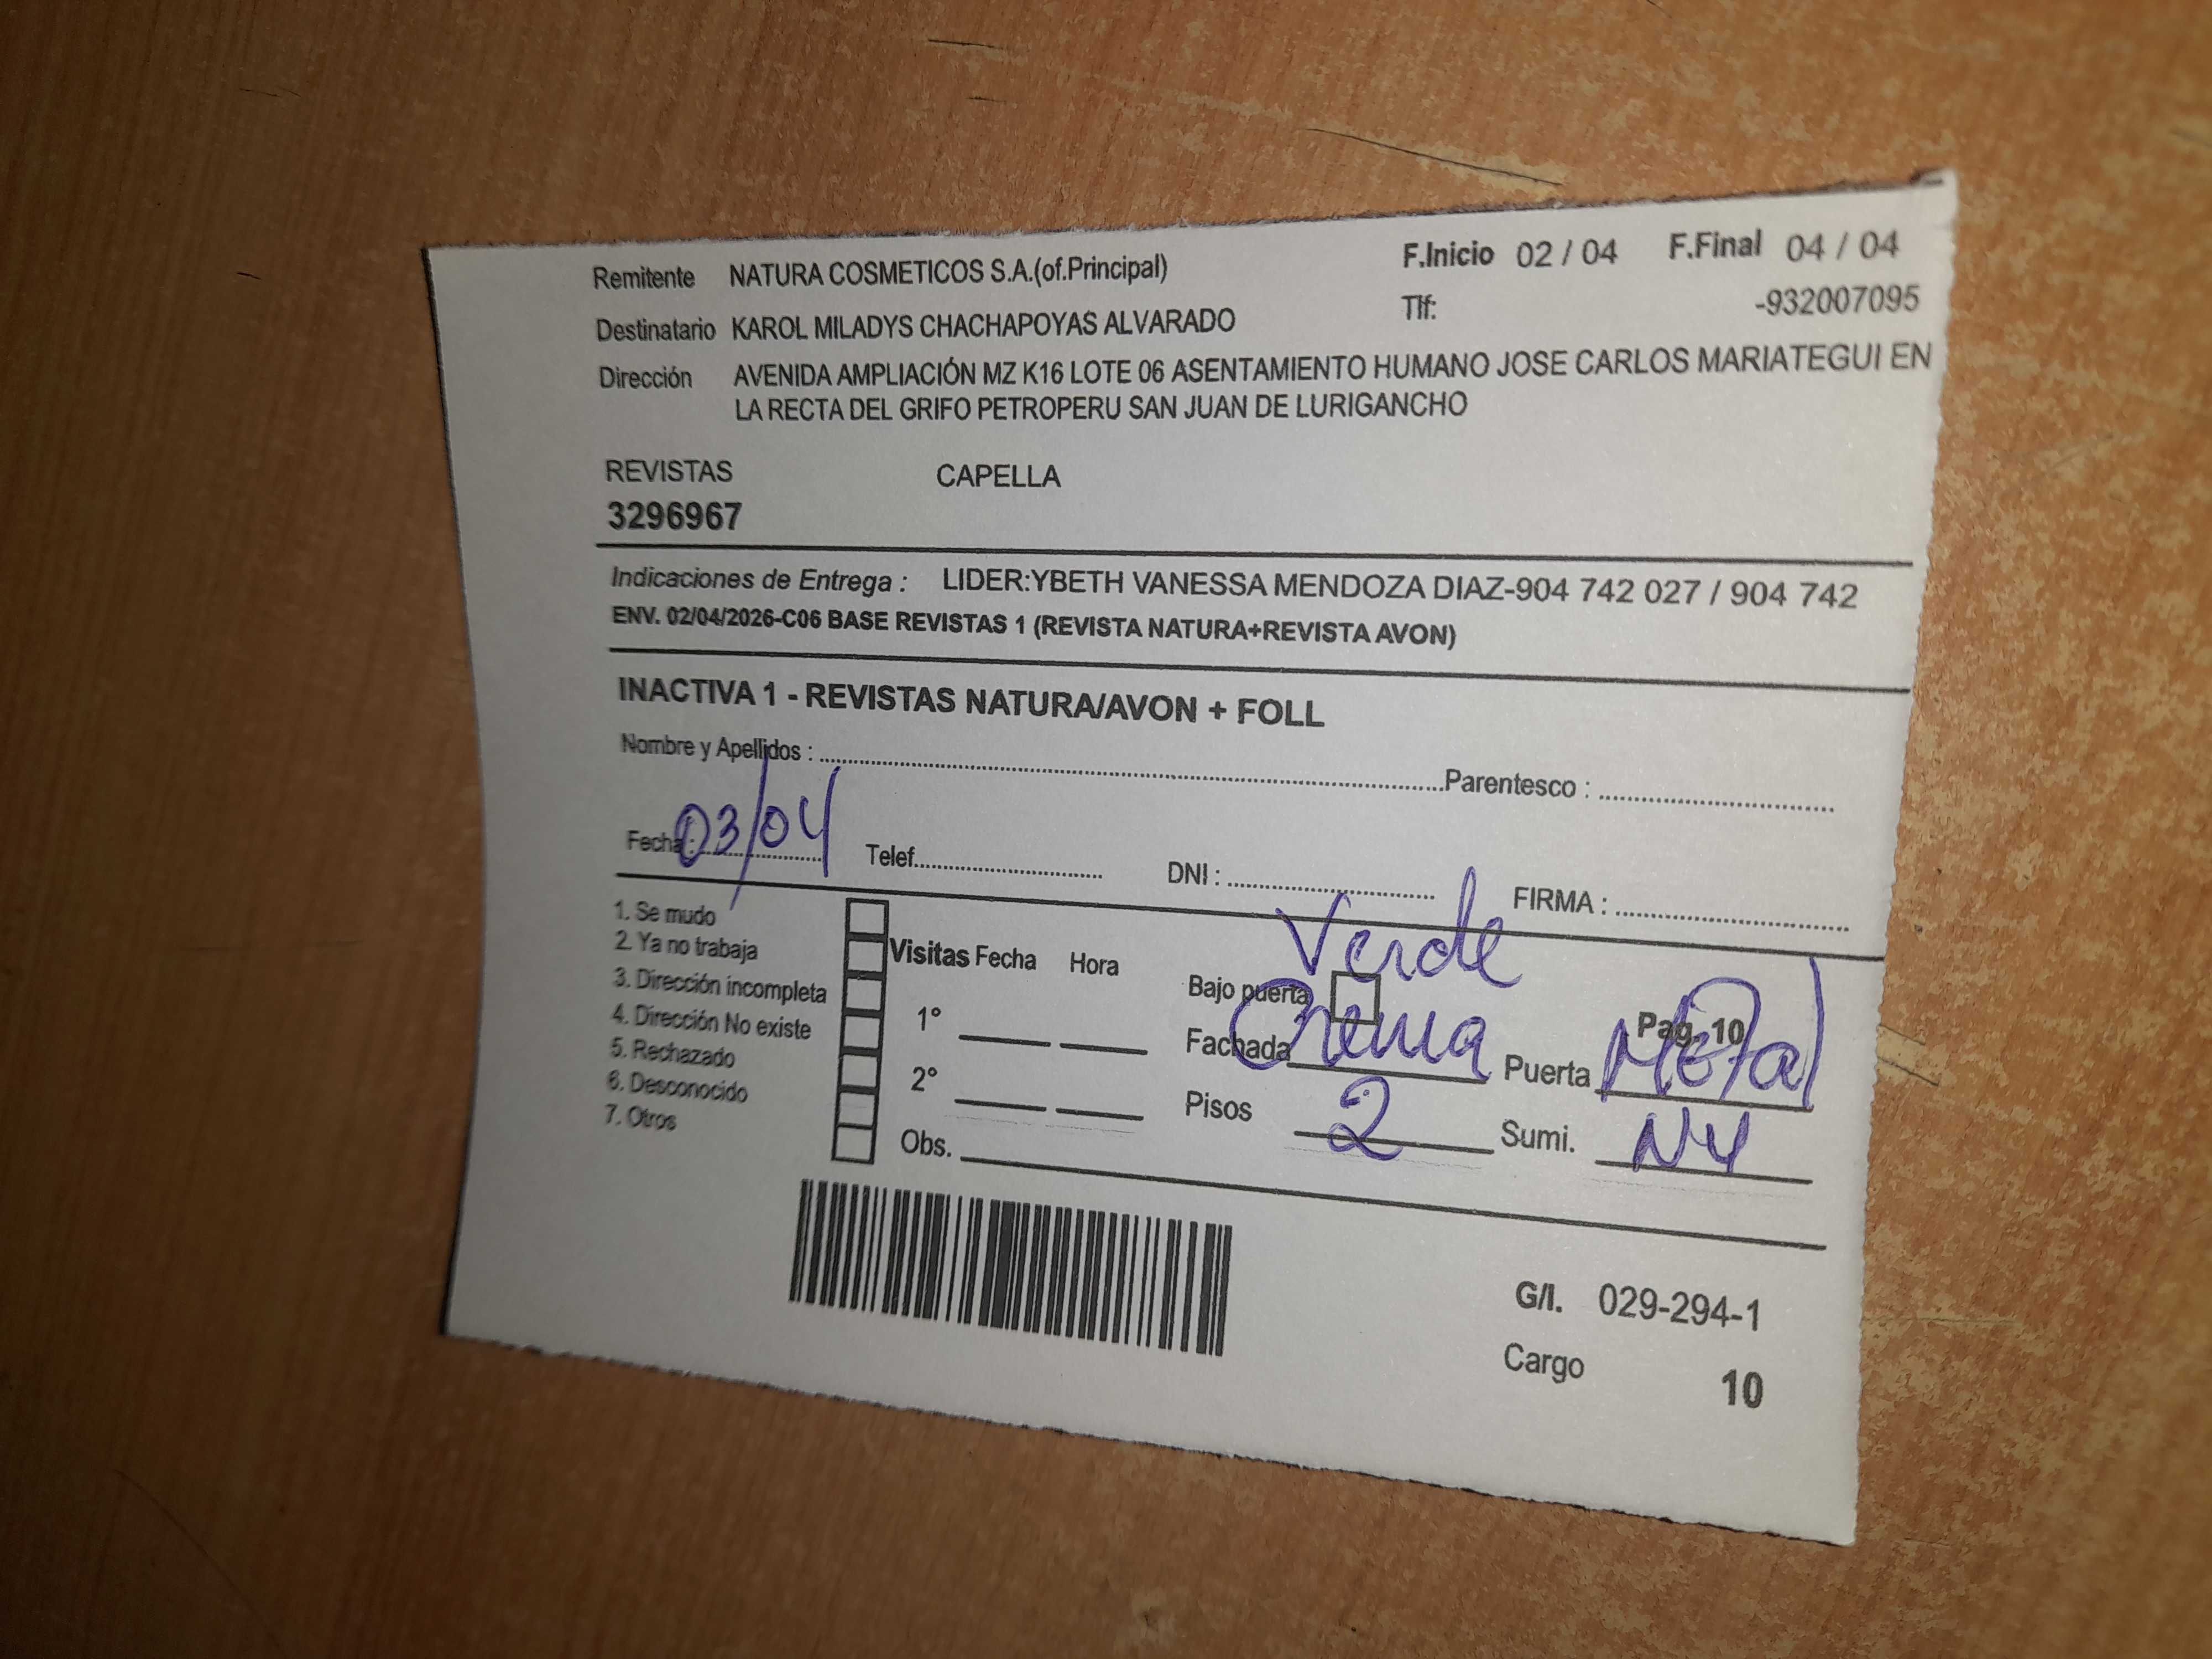 Remitente NATURA COSMETICOS S.A.(of.Principal) F.Inicio 02 / 04 F.Final 04 / 04
Destinatario KAROL MILADYS CHACHAPOYAS ALVARADO Tlf: -932007095
Dirección AVENIDA AMPLIACIÓN MZ K16 LOTE 06 ASENTAMIENTO HUMANO JOSE CARLOS MARIATEGUI EN
LA RECTA DEL GRIFO PETROPERU SAN JUAN DE LURIGANCHO
REVISTAS CAPELLA
3296967
Indicaciones de Entrega : LIDER:YBETH VANESSA MENDOZA DIAZ-904 742 027 / 904 742
ENV. 02/04/2026-C06 BASE REVISTAS 1 (REVISTA NATURA+REVISTA AVON)
INACTIVA 1 - REVISTAS NATURA/AVON + FOLL
Nombre y Apellidos : Parentesco :
Fecha : 03/04 Telef. DNI : FIRMA :
1. Se mudo
2. Ya no trabaja
3. Dirección incompleta
4. Dirección No existe
5. Rechazado
6. Desconocido
7. Otros
Visitas Fecha Hora
1°
2°
Obs.
Verde
Bajo puerta Pag. 10
Fachada Crema Puerta Metal
Pisos 2 Sumi. N4
G/I. 029-294-1
Cargo 10